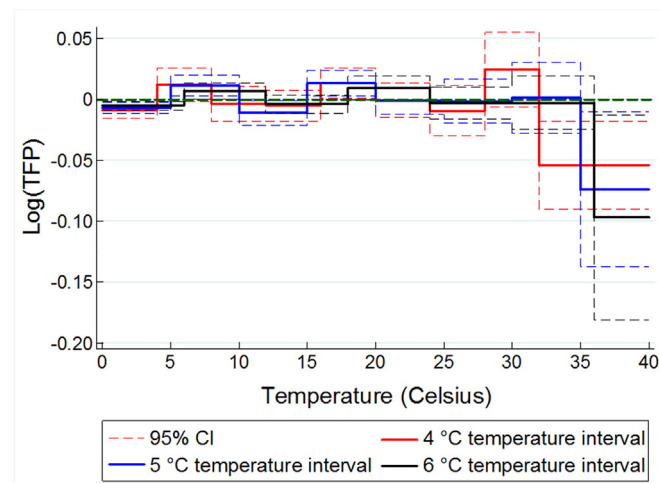 0.05
0
-0.05
-0.10
-0.15
-0.20
Log(TFP)
0 5 10 15 20 25 30 35 40
Temperature (Celsius)
95% CI 4 °C temperature interval
5 °C temperature interval 6 °C temperature interval